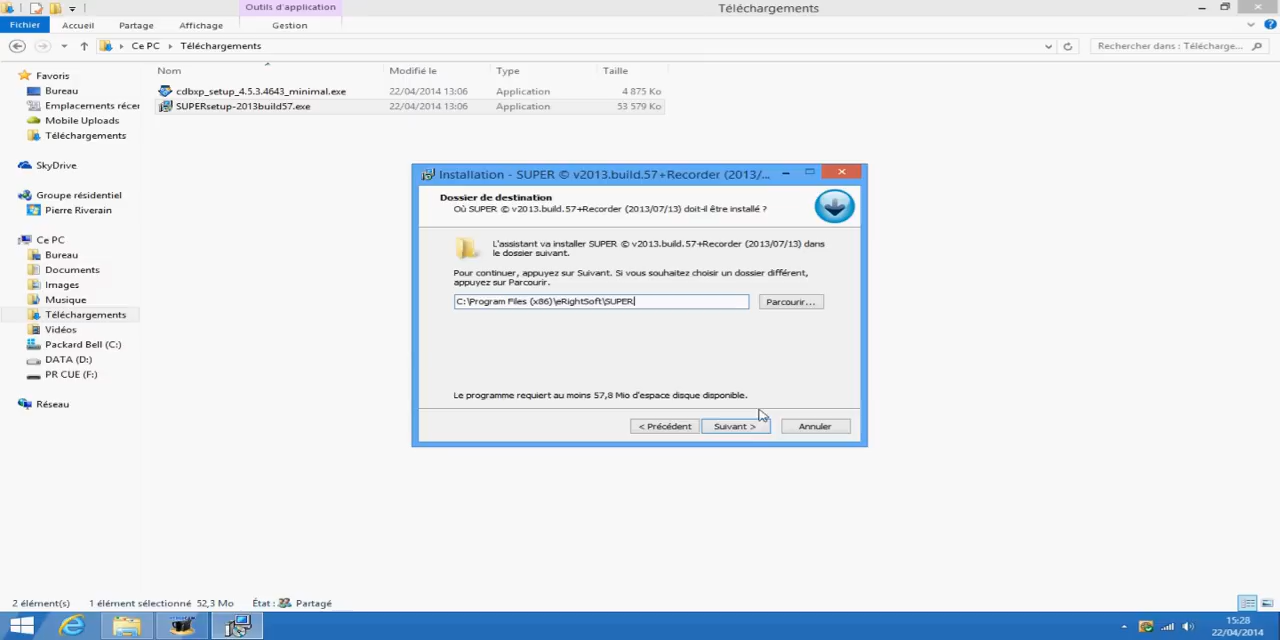 Outils d'application
Téléchargements
Fichier
Accueil
Partage
Affichage
Gestion
Ce PC
Téléchargements
Rechercher dans : Télécharge...
Nom
Modifié le
Type
Taille
cdbxp_setup_4.5.3.4643_minimal.exe
22/04/2014 13:06
Application
4 875 Ko
SUPERsetup-2013build57.exe
22/04/2014 13:06
Application
53 579 Ko
Favoris
Bureau
Emplacements récer
Mobile Uploads
Téléchargements
SkyDrive
Groupe résidentiel
Pierre Riverain
Ce PC
Bureau
Documents
Images
Musique
Téléchargements
Vidéos
Packard Bell (C:)
DATA (D:)
PR CUE (F:)
Réseau
Installation - SUPER © v2013.build.57+Recorder (2013/...
Dossier de destination
Où SUPER © v2013.build.57+Recorder (2013/07/13) doit-il être installé ?
L'assistant va installer SUPER © v2013.build.57+Recorder (2013/07/13) dans
le dossier suivant.
Pour continuer, appuyez sur Suivant. Si vous souhaitez choisir un dossier différent,
appuyez sur Parcourir.
C:\Program Files (x86)\eRightSoft\SUPER
Parcourir...
Le programme requiert au moins 57,8 Mio d'espace disque disponible.
< Précédent
Suivant >
Annuler
2 élément(s)
1 élément sélectionné 52,3 Mo
État :
Partagé
15:28
22/04/2014